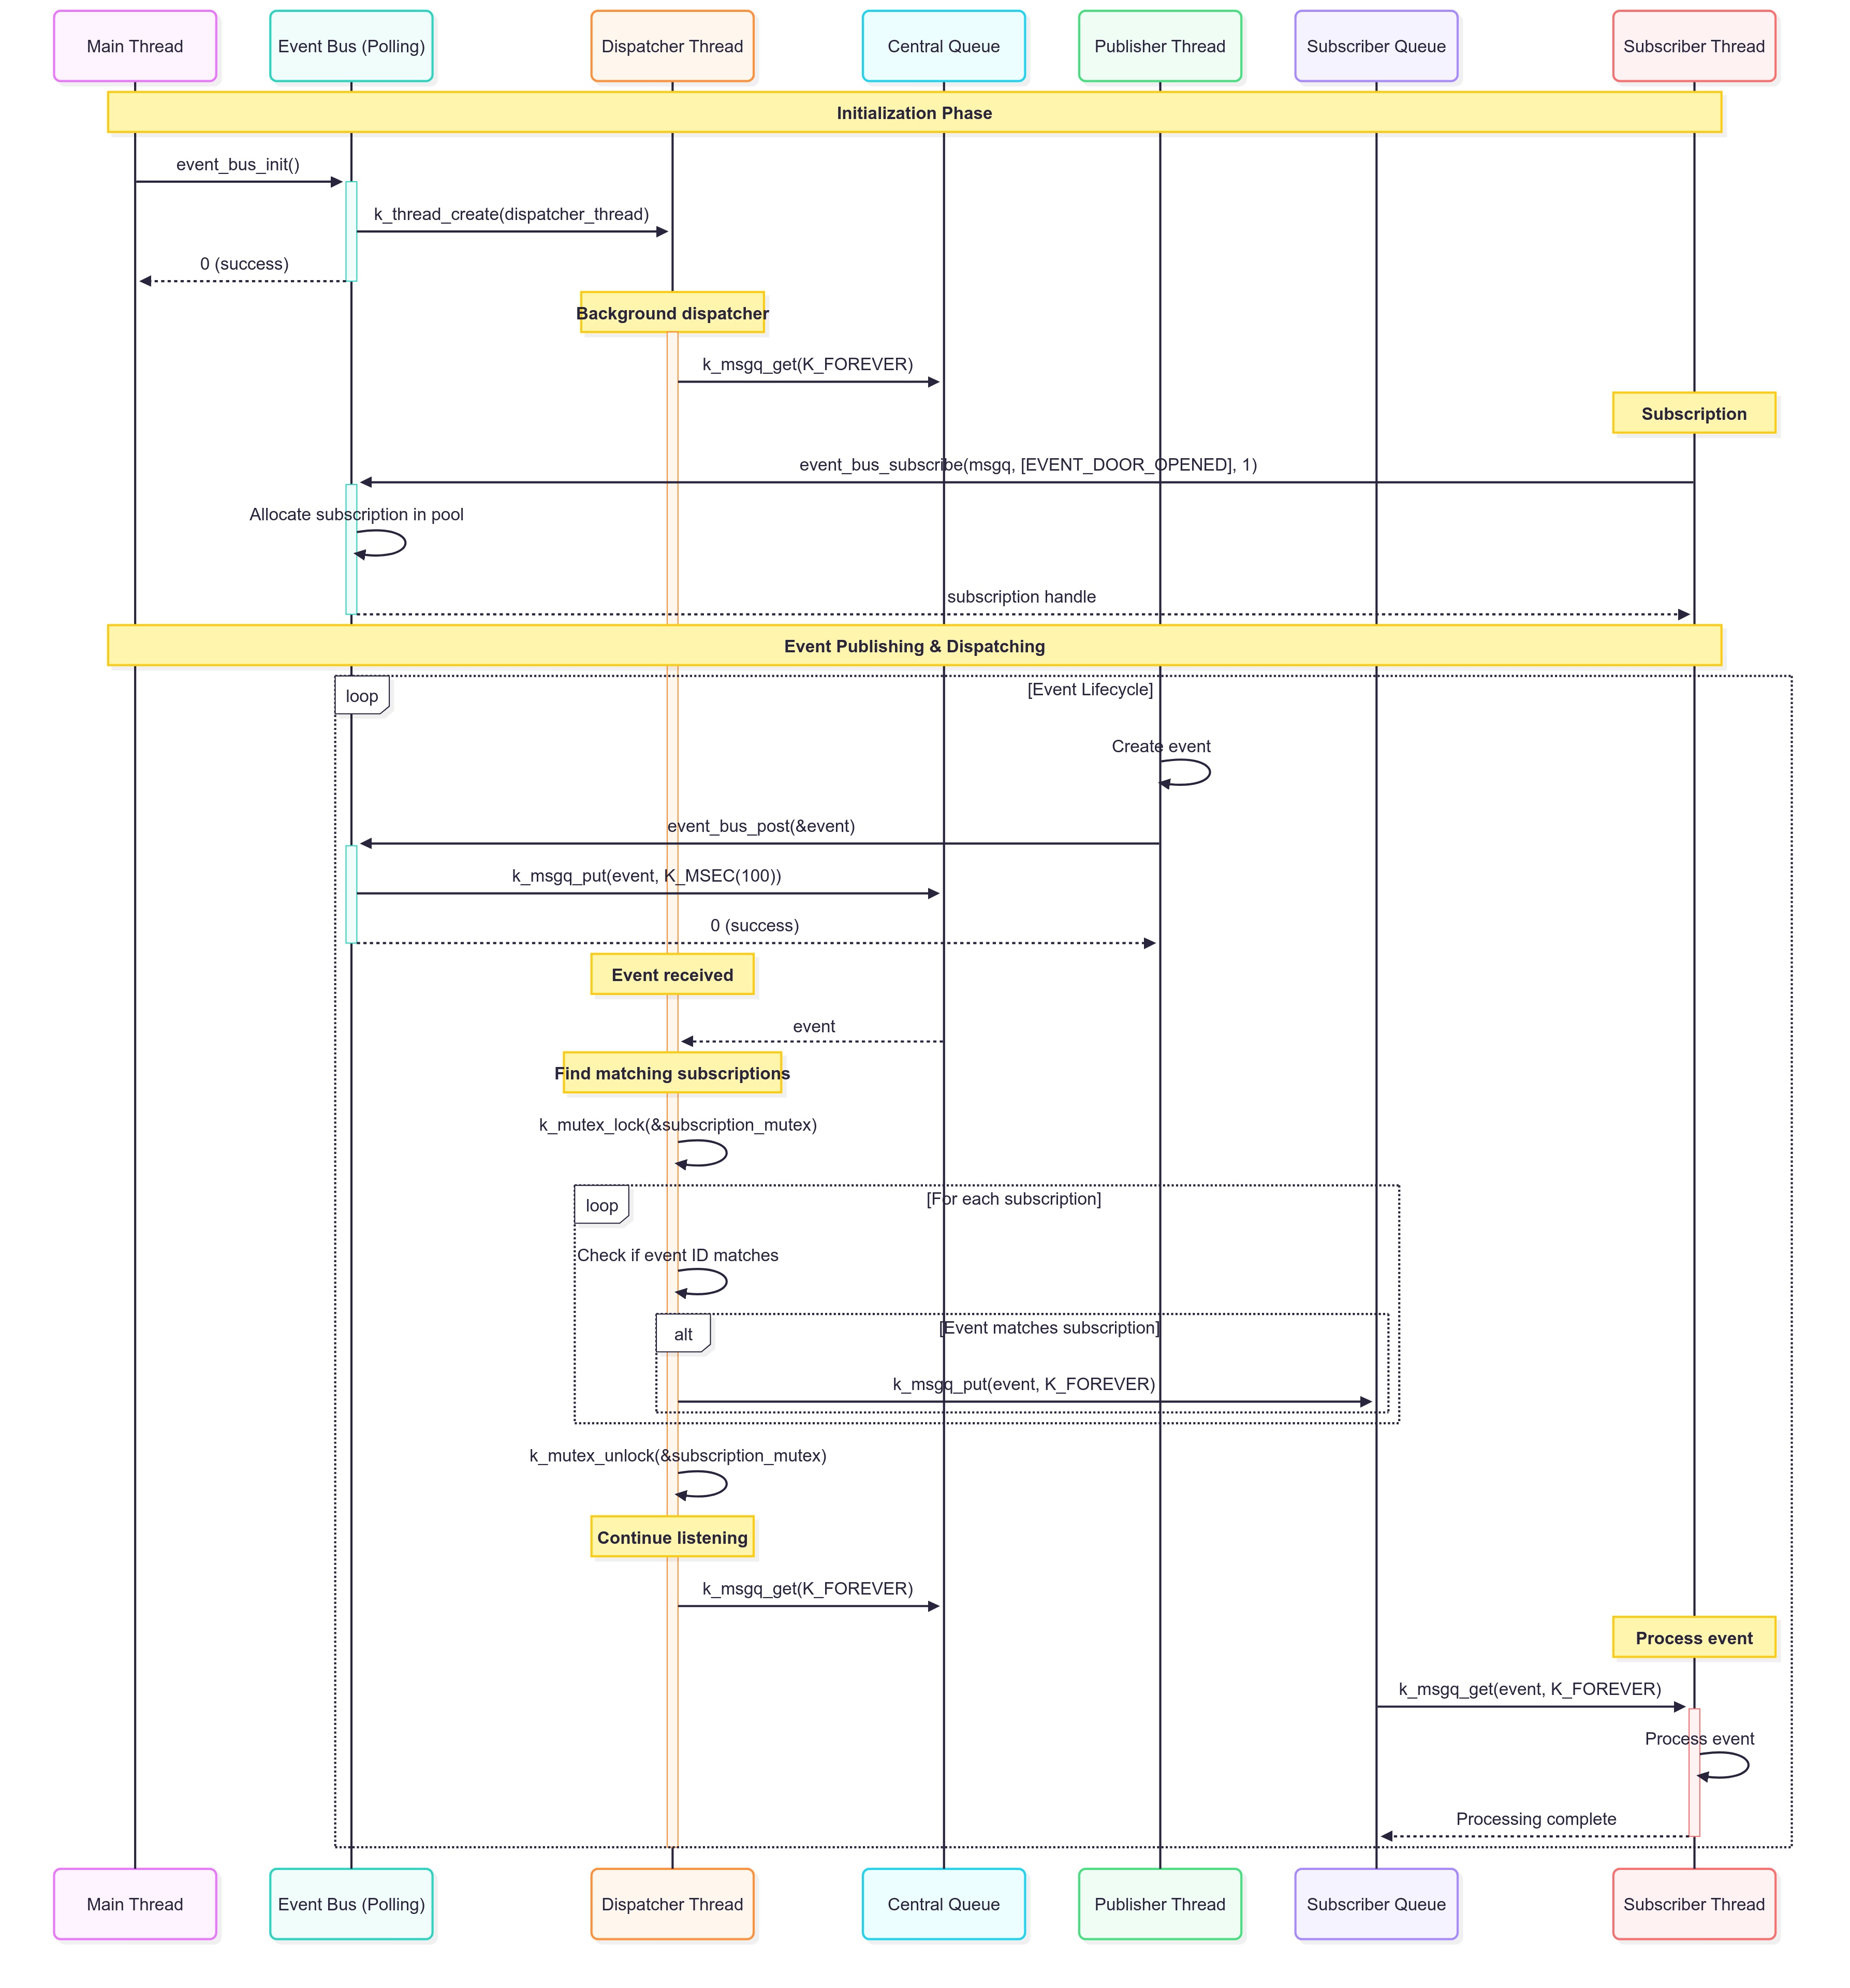 Main Thread
Event Bus (Polling)
Dispatcher Thread
Central Queue
Publisher Thread
Subscriber Queue
Subscriber Thread
Initialization Phase
event_bus_init()
k_thread_create(dispatcher_thread)
0 (success)
Background dispatcher
k_msgq_get(K_FOREVER)
Subscription
event_bus_subscribe(msgq, [EVENT_DOOR_OPENED], 1)
Allocate subscription in pool
subscription handle
Event Publishing & Dispatching
loop
[Event Lifecycle]
Create event
event_bus_post(&event)
k_msgq_put(event, K_MSEC(100))
0 (success)
Event received
event
Find matching subscriptions
k_mutex_lock(&subscription_mutex)
loop
[For each subscription]
Check if event ID matches
alt
[Event matches subscription]
k_msgq_put(event, K_FOREVER)
k_mutex_unlock(&subscription_mutex)
Continue listening
k_msgq_get(K_FOREVER)
Process event
k_msgq_get(event, K_FOREVER)
Process event
Processing complete
Main Thread
Event Bus (Polling)
Dispatcher Thread
Central Queue
Publisher Thread
Subscriber Queue
Subscriber Thread